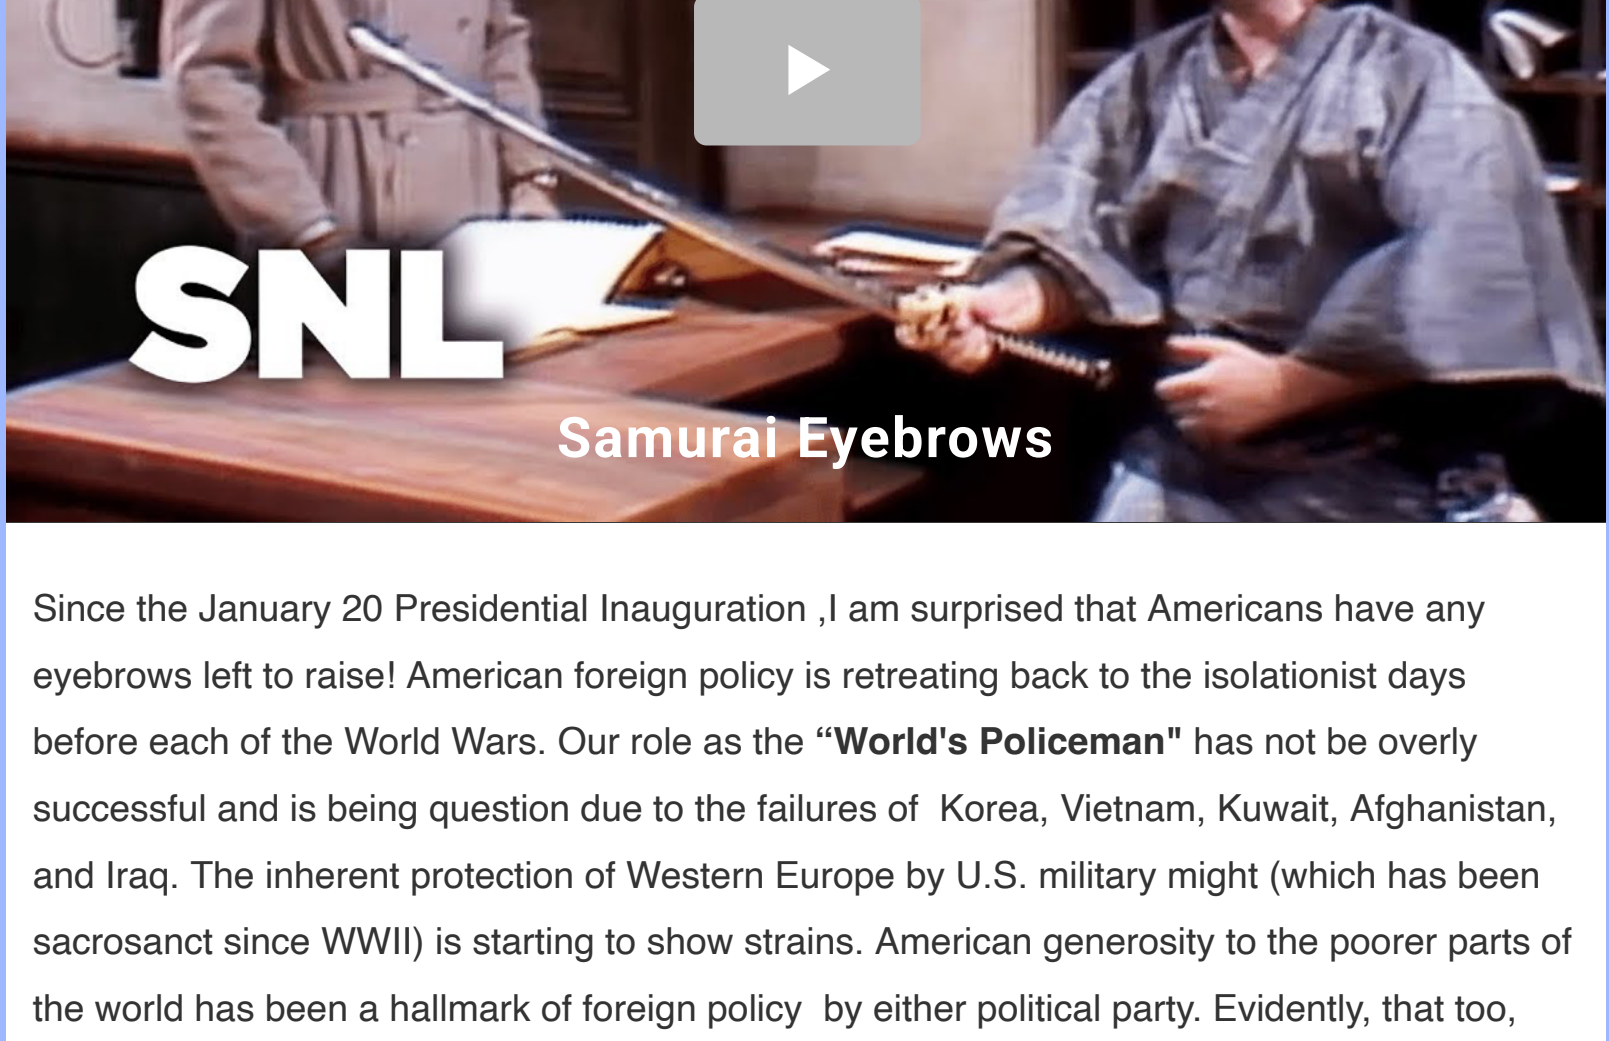 SNL
Samurai Eyebrows
Since the January 20 Presidential Inauguration ,I am surprised that Americans have any
eyebrows left to raise! American foreign policy is retreating back to the isolationist days
before each of the World Wars. Our role as the “World's Policeman" has not be overly
successful and is being question due to the failures of  Korea, Vietnam, Kuwait, Afghanistan,
and Iraq. The inherent protection of Western Europe by U.S. military might (which has been
sacrosanct since WWII) is starting to show strains. American generosity to the poorer parts of
the world has been a hallmark of foreign policy  by either political party. Evidently, that too,